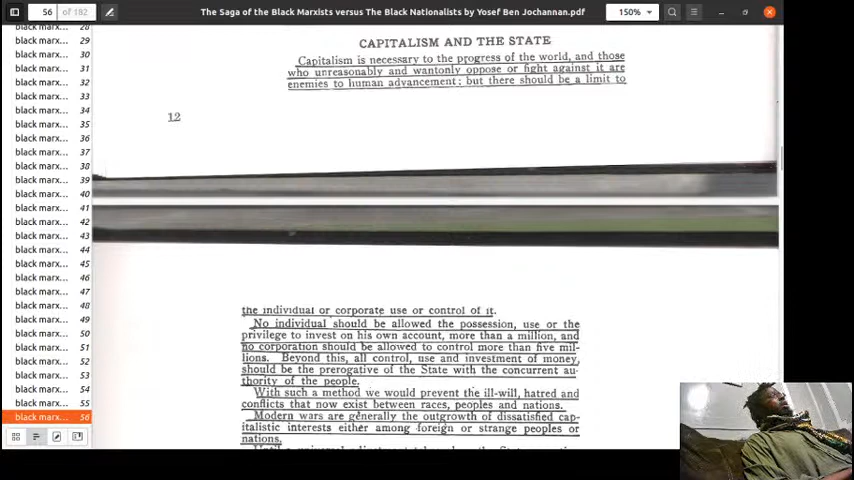 56 of 182
The Saga of the Black Marxists versus The Black Nationalists by Yosef Ben Jochannan.pdf
150%
28
black marx... 29
black marx... 30
black marx... 31
black marx... 32
black marx... 33
black marx... 34
black marx... 35
black marx... 36
black marx... 37
black marx... 38
black marx... 39
black marx... 40
black marx... 41
black marx... 42
black marx... 43
black marx... 44
black marx... 45
black marx... 46
black marx... 47
black marx... 48
black marx... 49
black marx... 50
black marx... 51
black marx... 52
black marx... 53
black marx... 54
black marx... 55
black marx... 56
CAPITALISM AND THE STATE
Capitalism is necessary to the progress of the world, and those
who unreasonably and wantonly oppose or fight against it are
enemies to human advancement; but there should be a limit to
12
the individual or corporate use or control of it.
No individual should be allowed the possession, use or the
privilege to invest on his own account, more than a million, and
no corporation should be allowed to control more than five mil-
lions. Beyond this, all control, use and investment of money,
should be the prerogative of the State with the concurrent au-
thority of the people.
With such a method we would prevent the ill-will, hatred and
conflicts that now exist between races, peoples and nations.
Modern wars are generally the outgrowth of dissatisfied cap-
italistic interests either among foreign or strange peoples or
nations.